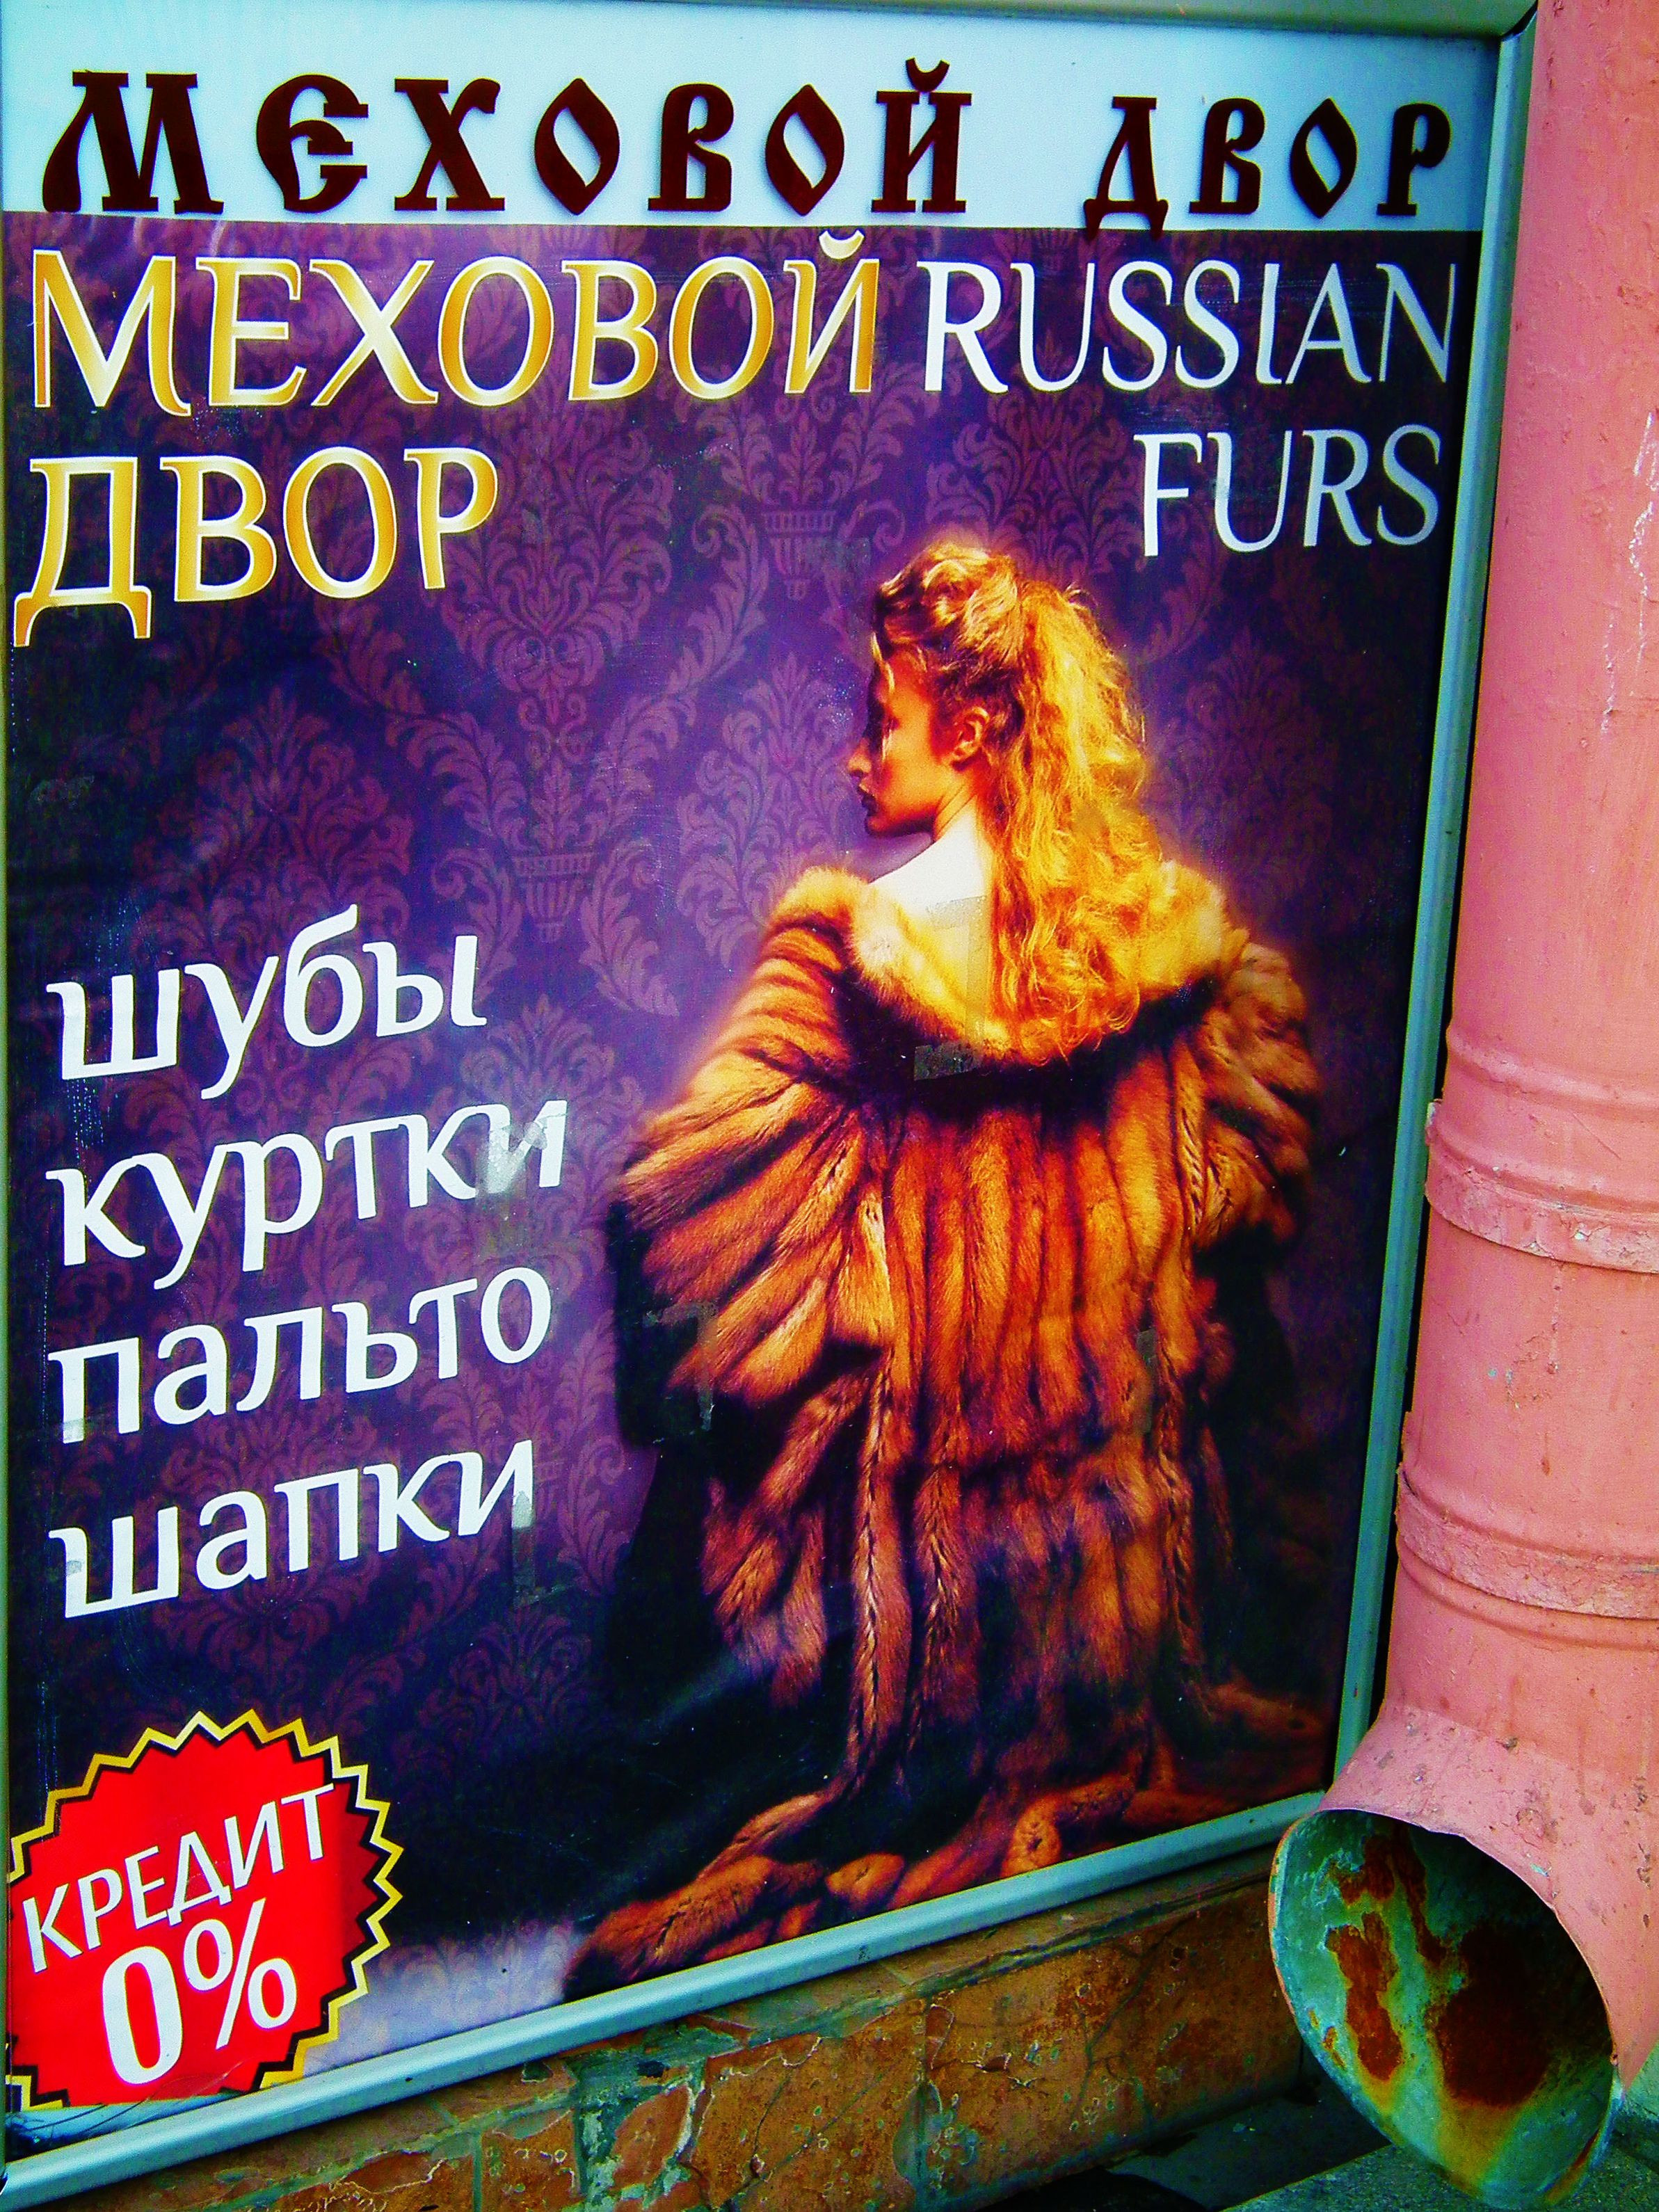 МЕХОВОЙ ДВОР
МЕХОВОЙ
ДВОР
RUSSIAN
FURS
шубы
куртки
пальто
шапки
КРЕДИТ
0%